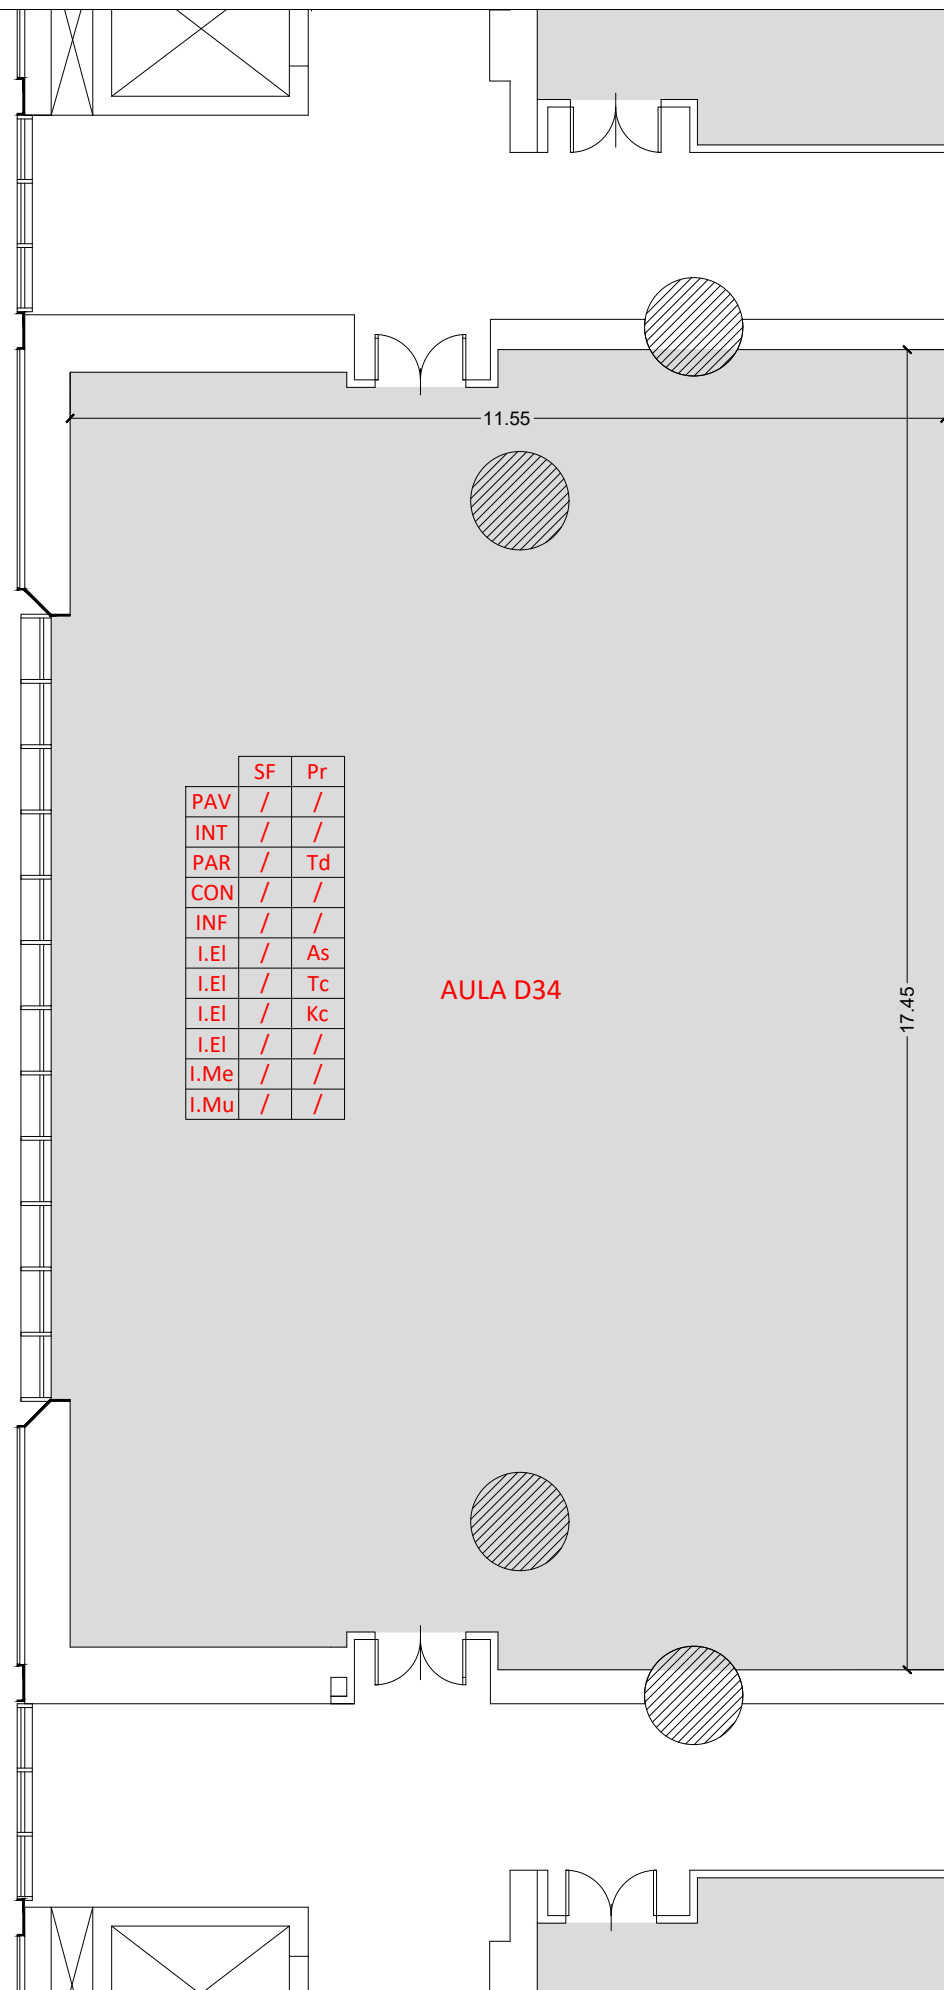 11.55
SF Pr
PAV / /
INT / /
PAR / Td
CON / /
INF / /
I.El / As
I.El / Tc
I.El / Kc
I.El / /
I.Me / /
I.Mu / /
AULA D34
17.45